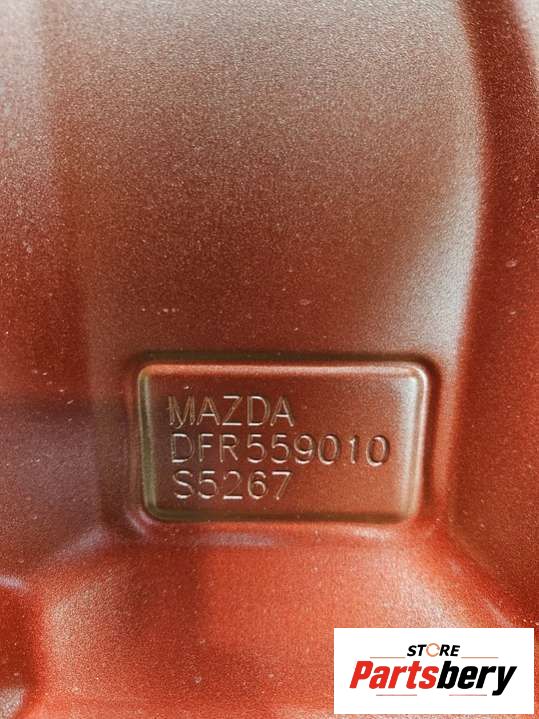 MAZDA
DFR559010
S5267
STORE
Partsbery